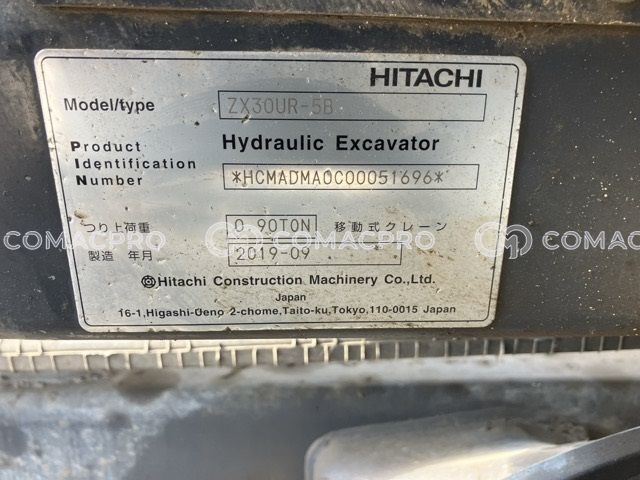 HITACHI
Model/type ZX30UR-5B
Product Identification Number
Hydraulic Excavator
*HCMADMA0C00051696*
つり上荷重 0.90TON 移動式クレーン
製造 年月 2019-09
COMACPRO COMACPRO COMACPRO
Hitachi Construction Machinery Co.,Ltd.
Japan
16-1,Higashi-Ueno 2-chome,Taito-ku,Tokyo,110-0015 Japan